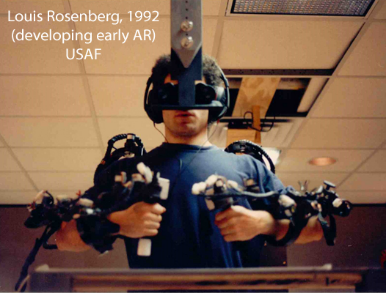 Louis Rosenberg, 1992
(developing early AR)
USAF